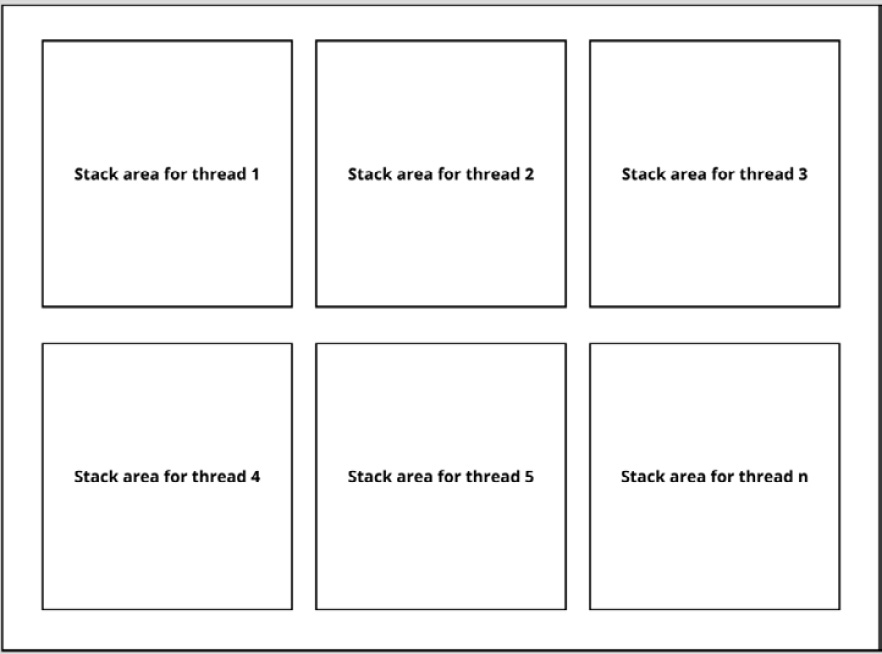 Stack area for thread 1
Stack area for thread 2
Stack area for thread 3
Stack area for thread 4
Stack area for thread 5
Stack area for thread n